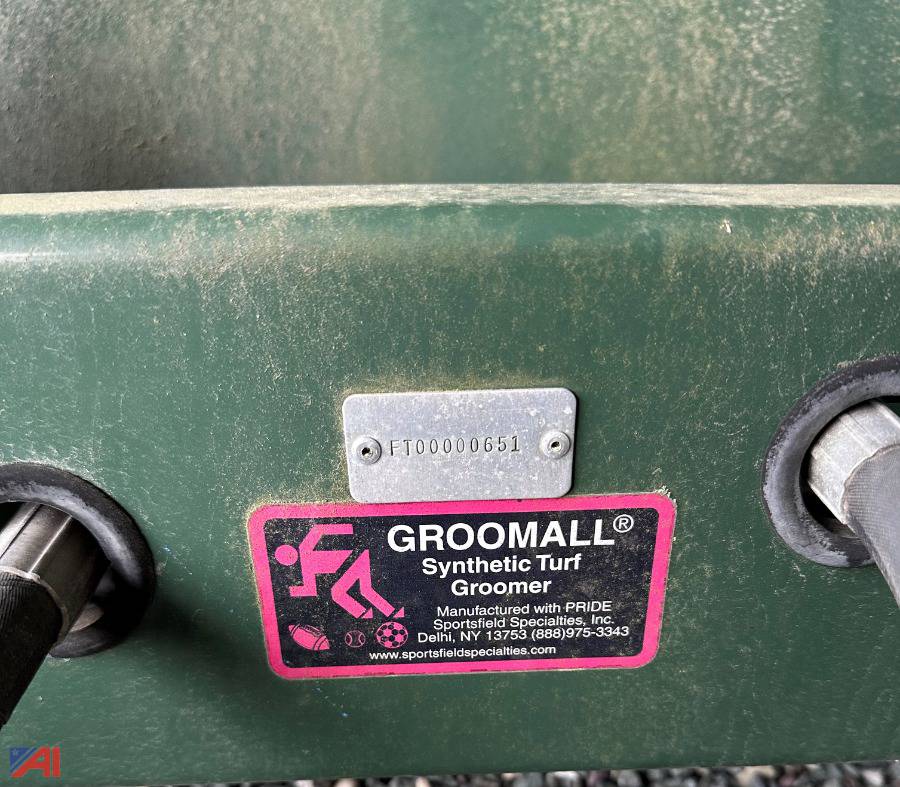 FT00000651
GROOMALL®
Synthetic Turf
Groomer
Manufactured with PRIDE
Sportsfield Specialties, Inc.
Delhi, NY 13753 (888)975-3343
www.sportsfieldspecialties.com
AI